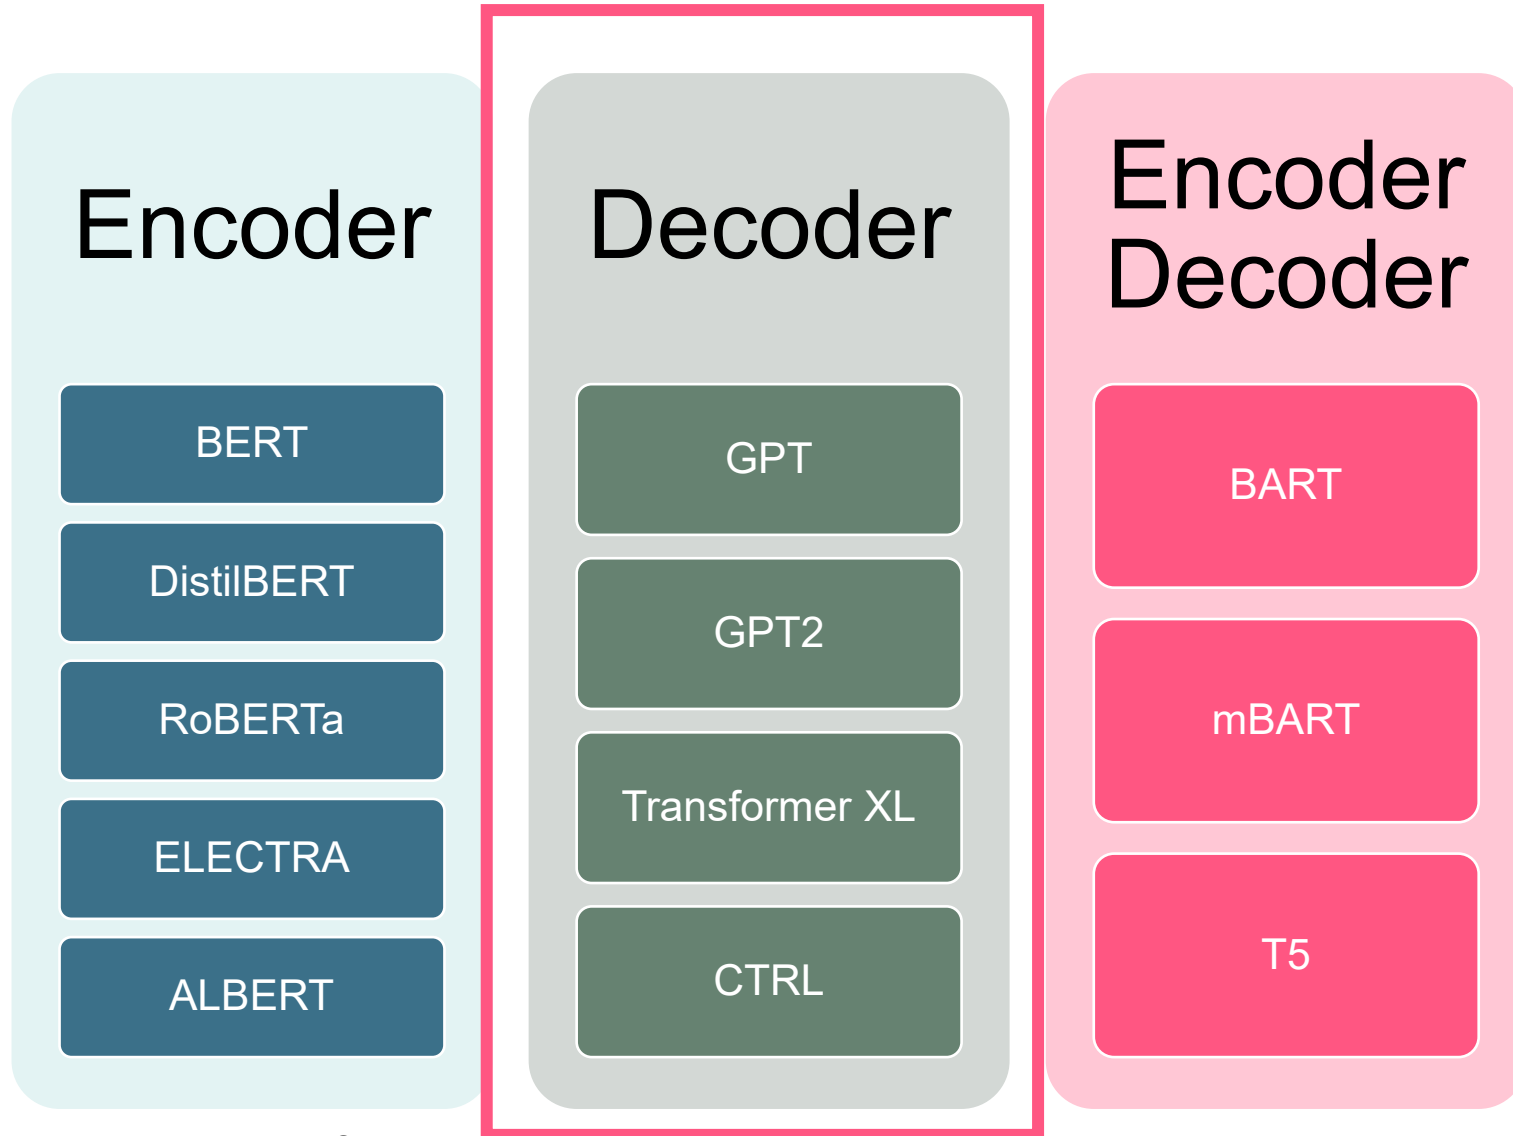 Encoder
BERT
DistilBERT
RoBERTa
ELECTRA
ALBERT
Decoder
GPT
GPT2
Transformer XL
CTRL
Encoder
Decoder
BART
mBART
T5